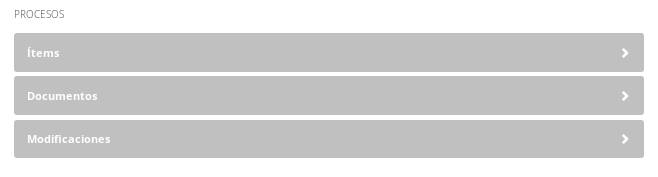 PROCESOS
Ítems
Documentos
Modificaciones